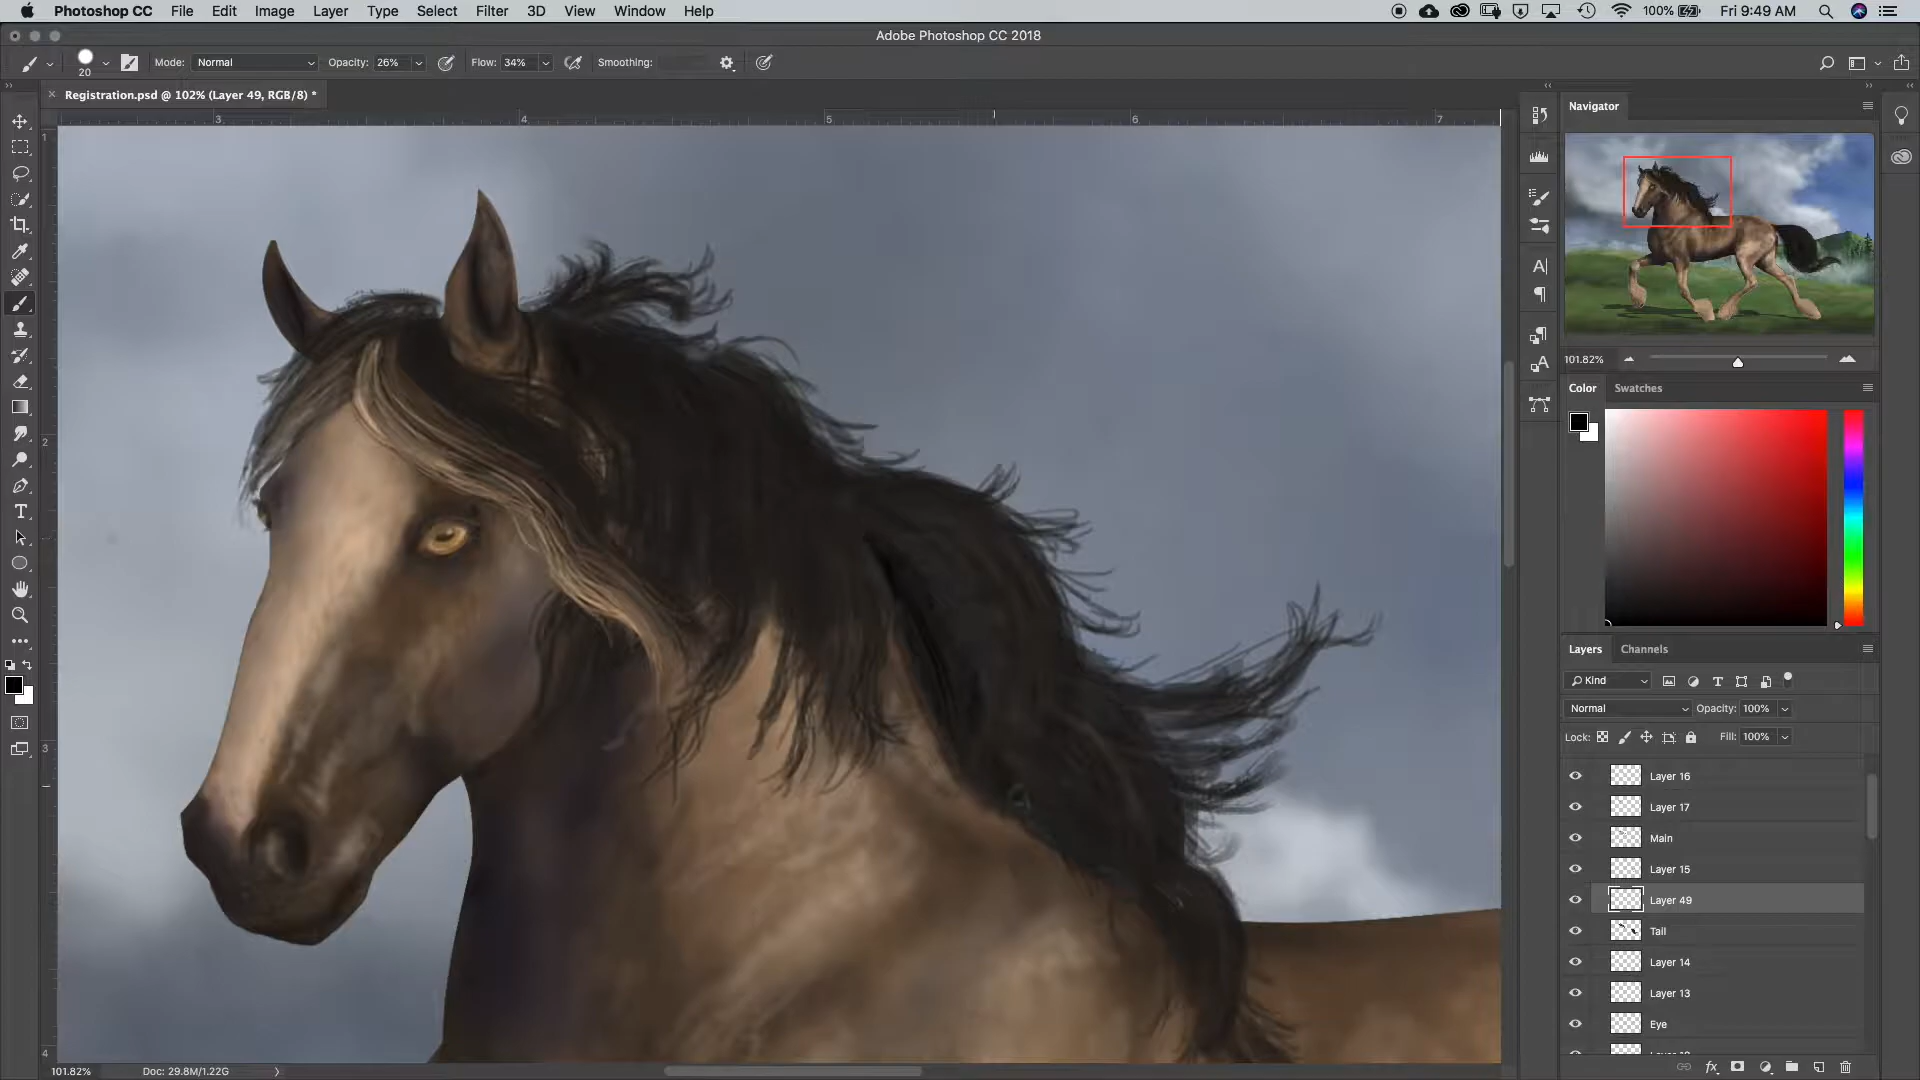 Photoshop CC File Edit Image Layer Type Select Filter 3D View Window Help 100% Fri 9:49 AM
Adobe Photoshop CC 2018
20 Mode: Normal Opacity: 26% Flow: 34% Smoothing:
Registration.psd @ 102% (Layer 49, RGB/8) *
3 4 5 6 7
1
2
3
4
Navigator
101.82%
Color Swatches
Layers Channels
Kind
Normal Opacity: 100%
Lock: Fill: 100%
Layer 16
Layer 17
Main
Layer 15
Layer 49
Tail
Layer 14
Layer 13
Eye
101.82% Doc: 29.8M/1.22G